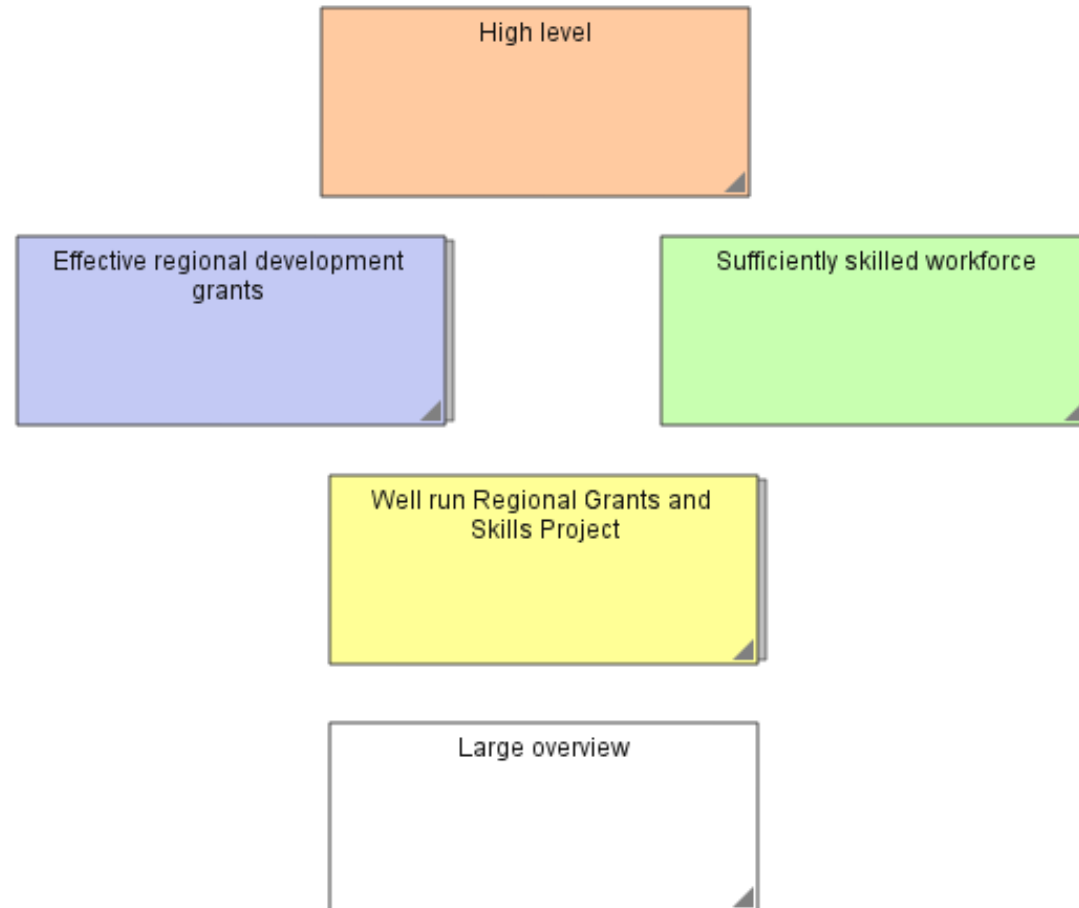 High level
Effective regional development
grants
Sufficiently skilled workforce
Well run Regional Grants and
Skills Project
Large overview